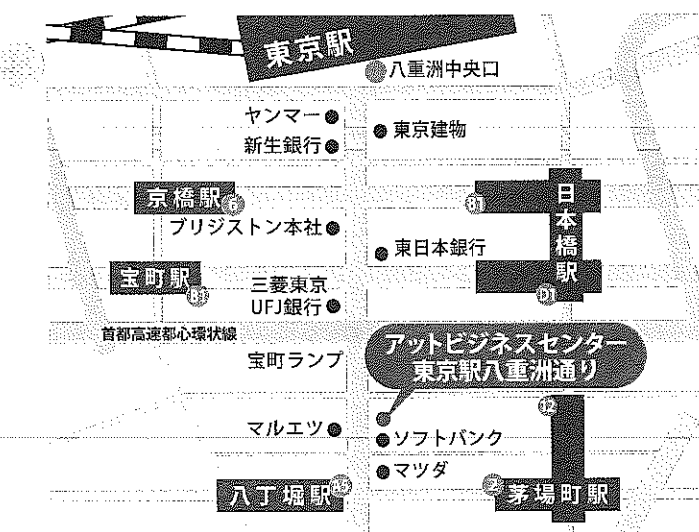 東京駅
八重洲中央口
ヤンマー
東京建物
新生銀行
京橋駅
6
B1
日本橋駅
ブリジストン本社
東日本銀行
宝町駅
三菱東京
UFJ銀行
D1
首都高速都心環状線
宝町ランプ
アットビジネスセンター
東京駅八重洲通り
12
マルエツ
ソフトバンク
マツダ
八丁堀駅
2
茅場町駅